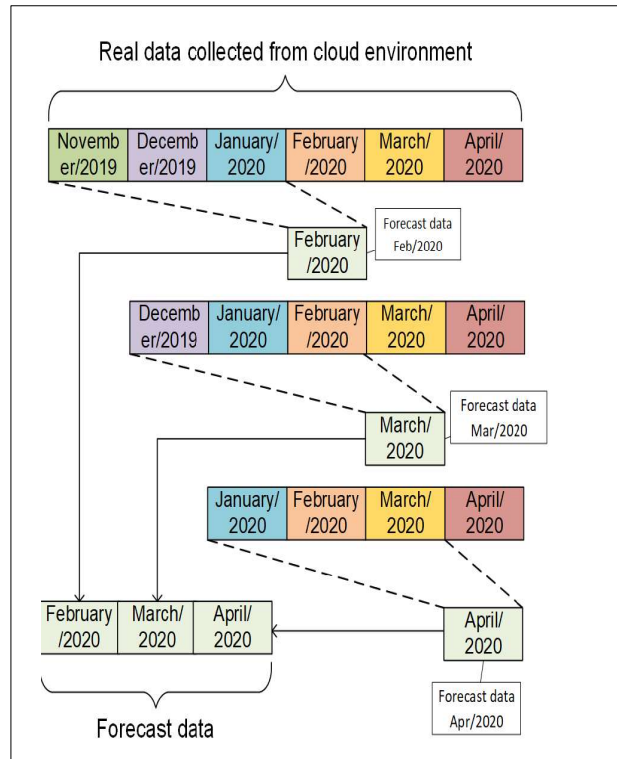 Real data collected from cloud environment
Novemb
er/2019
Decemb
er/2019
January/
2020
February
/2020
March/
2020
April/
2020
February
/2020
Forecast data
Feb/2020
Decemb
er/2019
January/
2020
February
/2020
March/
2020
April/
2020
March/
2020
Forecast data
Mar/2020
January/
2020
February
/2020
March/
2020
April/
2020
February
/2020
March/
2020
April/
2020
April/
2020
Forecast data
Apr/2020
Forecast data